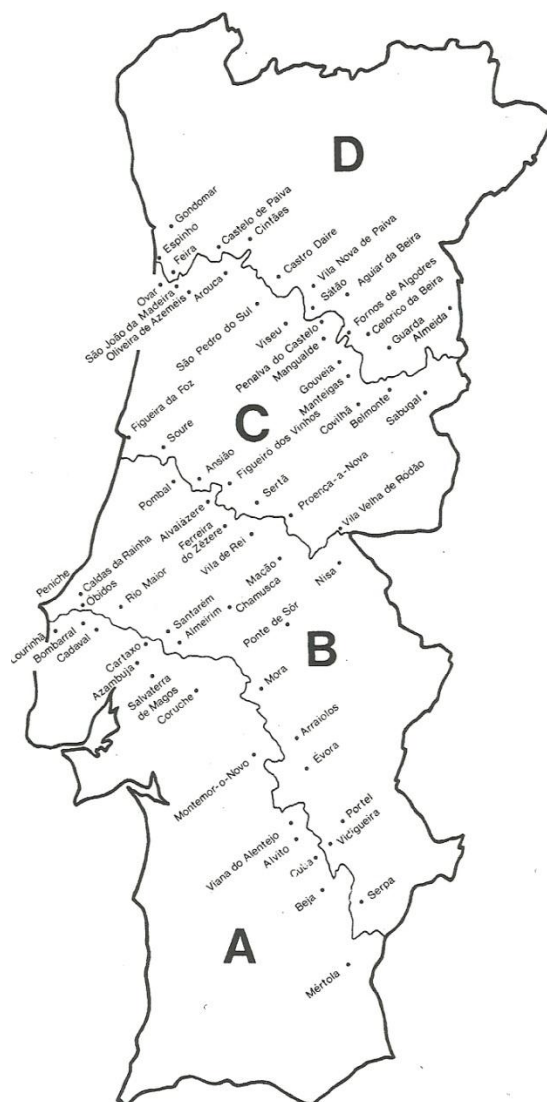 D
Gondomar
Espinho
Feira
Castelo de Paiva
Cintães
Castro Daire
Vila Nova de Paiva
Sátão
Aguiar da Beira
Ovar
São João da Madeira
Oliveira de Azemeis
Arouca
São Pedro do Sul
Viseu
Penalva do Castelo
Mangualde
Fornos de Algodres
Celorico da Beira
Guarda
Almeida
Gouveia
Manteigas
Covilhã
Belmonte
Sabugal
C
Figueira da Foz
Soure
Pombal
Ansião
Alvaiázere
Figueiró dos Vinhos
Ferreira
do Zêzere
Sertã
Proença-a-Nova
Vila de Rei
Vila Velha de Ródão
Peniche
Caldas da Rainha
Óbidos
Rio Maior
Mação
Nisa
Lourinhã
Bombarral
Cadaval
Santarém
Almeirim
Chamusca
Ponte de Sôr
B
Cartaxo
Azambuja
Salvaterra
de Magos
Coruche
Mora
Arraiolos
Évora
Montemor-o-Novo
Portel
Vidigueira
Viana do Alentejo
Alvito
Cuba
Beja
Serpa
A
Mértola